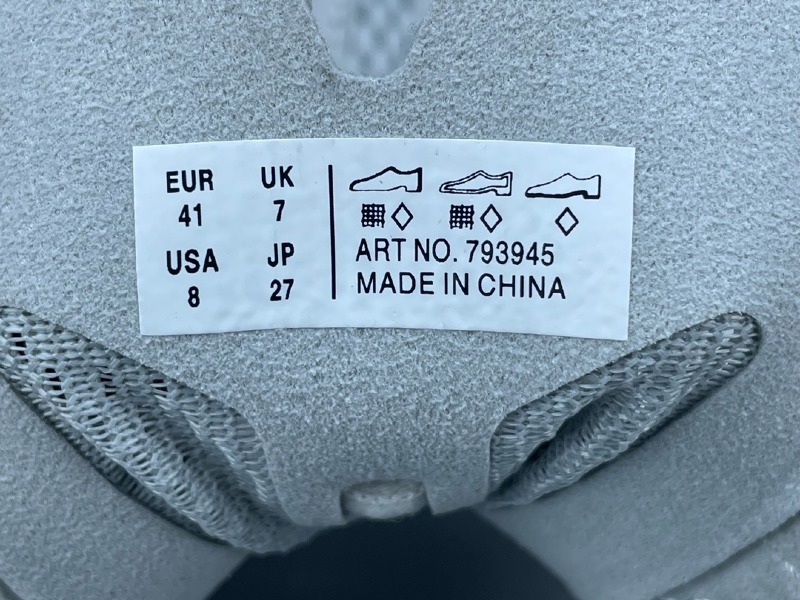 EUR UK
41 7
USA JP
8 27
ART NO. 793945
MADE IN CHINA